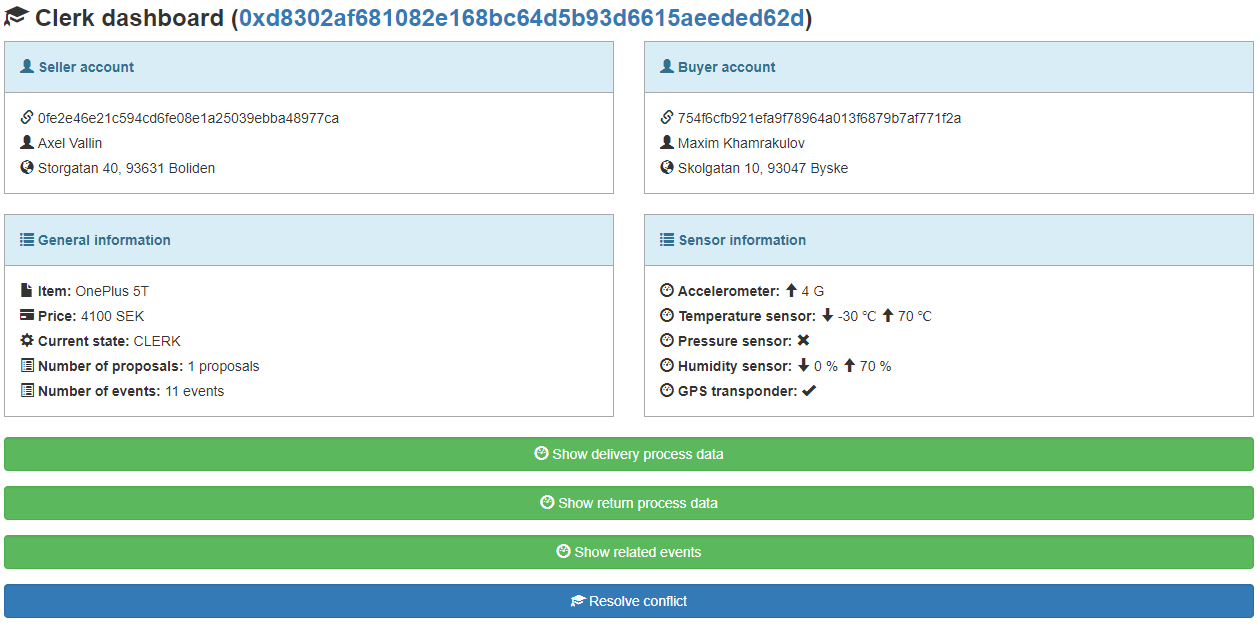 Clerk dashboard (0xd8302af681082e168bc64d5b93d6615aeeded62d)
Seller account
0fe2e46e21c594cd6fe08e1a25039ebba48977ca
Axel Vallin
Storgatan 40, 93631 Boliden
Buyer account
754f6cfb921efa9f78964a013f6879b7af771f2a
Maxim Khamrakulov
Skolgatan 10, 93047 Byske
General information
Item: OnePlus 5T
Price: 4100 SEK
Current state: CLERK
Number of proposals: 1 proposals
Number of events: 11 events
Sensor information
Accelerometer: 4 G
Temperature sensor: -30 °C 70 °C
Pressure sensor:
Humidity sensor: 0 % 70 %
GPS transponder:
Show delivery process data
Show return process data
Show related events
Resolve conflict